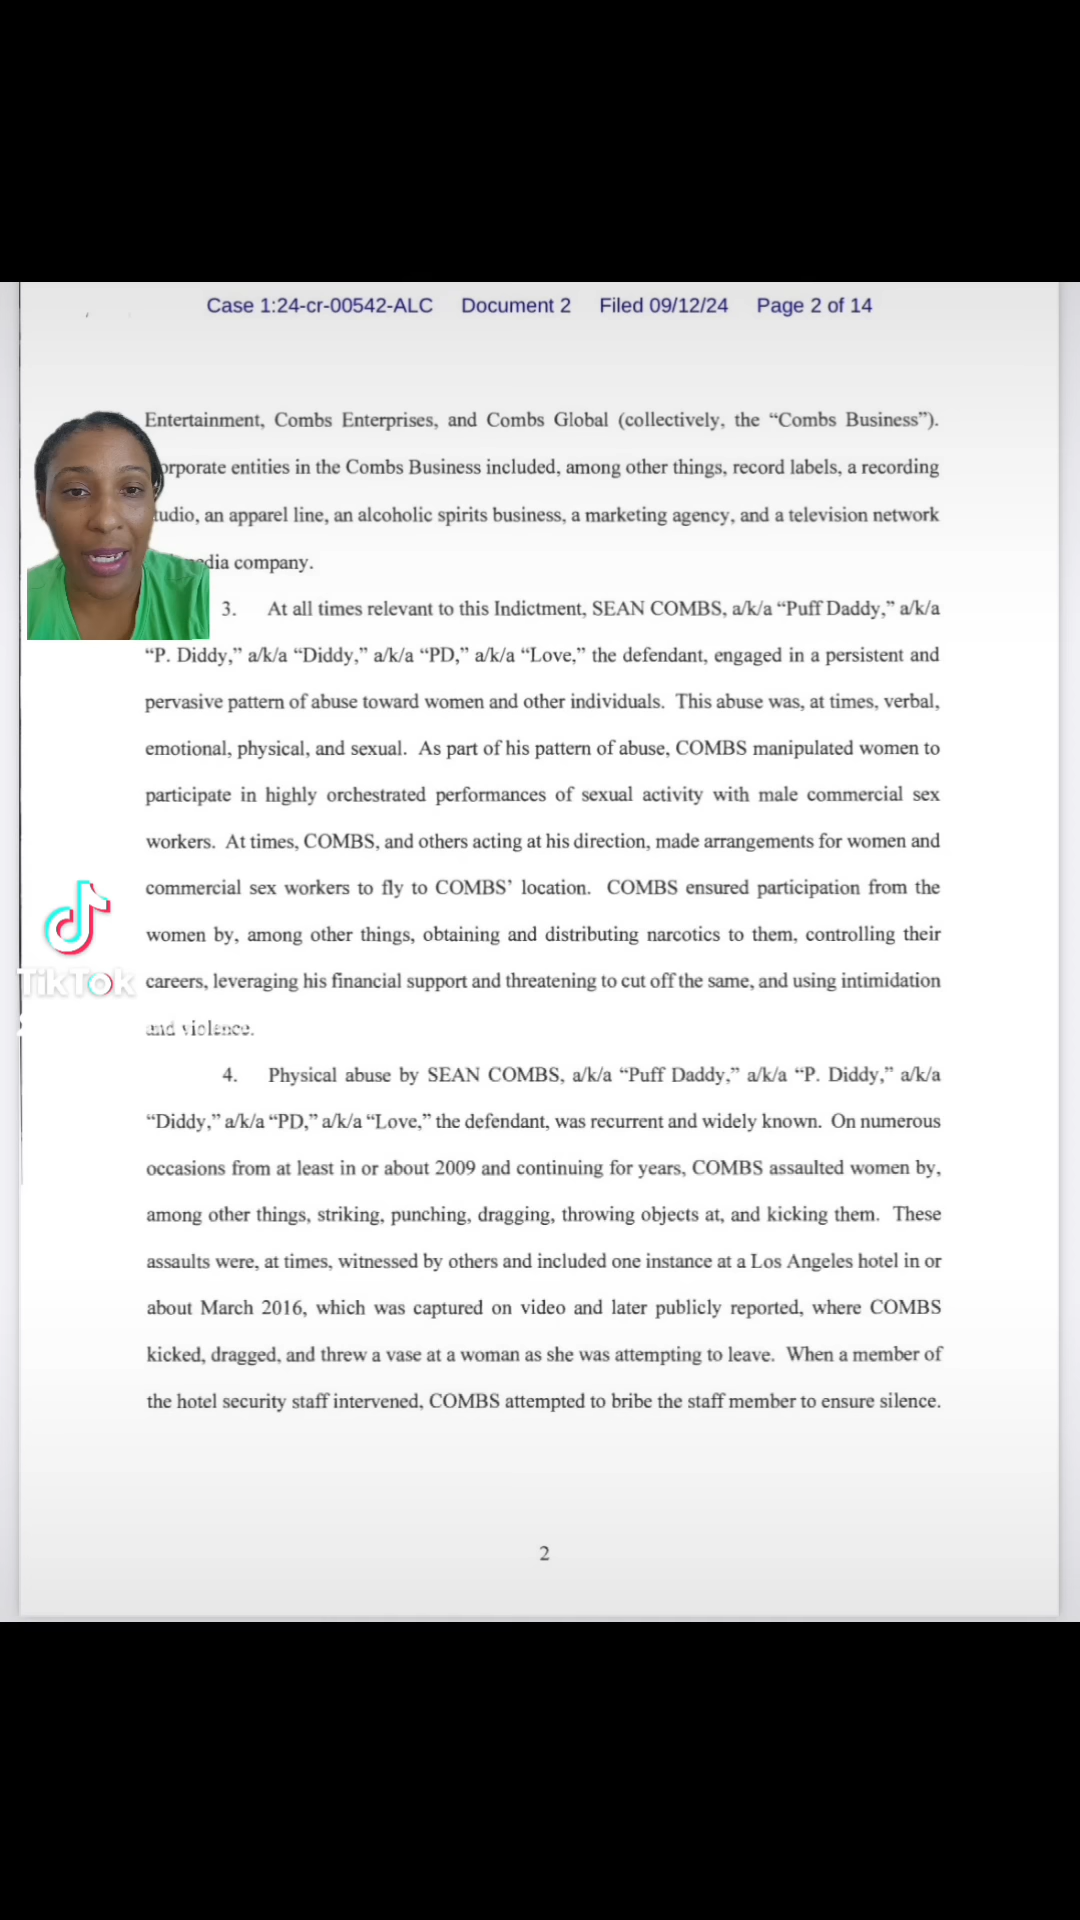 Case 1:24-cr-00542-ALC Document 2 Filed 09/12/24 Page 2 of 14
Entertainment, Combs Enterprises, and Combs Global (collectively, the “Combs Business”).
orporate entities in the Combs Business included, among other things, record labels, a recording
udio, an apparel line, an alcoholic spirits business, a marketing agency, and a television network
dia company.
3. At all times relevant to this Indictment, SEAN COMBS, a/k/a “Puff Daddy,” a/k/a
“P. Diddy,” a/k/a “Diddy,” a/k/a “PD,” a/k/a “Love,” the defendant, engaged in a persistent and
pervasive pattern of abuse toward women and other individuals. This abuse was, at times, verbal,
emotional, physical, and sexual. As part of his pattern of abuse, COMBS manipulated women to
participate in highly orchestrated performances of sexual activity with male commercial sex
workers. At times, COMBS, and others acting at his direction, made arrangements for women and
commercial sex workers to fly to COMBS’ location. COMBS ensured participation from the
women by, among other things, obtaining and distributing narcotics to them, controlling their
careers, leveraging his financial support and threatening to cut off the same, and using intimidation
and violence.
TikTok
4. Physical abuse by SEAN COMBS, a/k/a “Puff Daddy,” a/k/a “P. Diddy,” a/k/a
“Diddy,” a/k/a “PD,” a/k/a “Love,” the defendant, was recurrent and widely known. On numerous
occasions from at least in or about 2009 and continuing for years, COMBS assaulted women by,
among other things, striking, punching, dragging, throwing objects at, and kicking them. These
assaults were, at times, witnessed by others and included one instance at a Los Angeles hotel in or
about March 2016, which was captured on video and later publicly reported, where COMBS
kicked, dragged, and threw a vase at a woman as she was attempting to leave. When a member of
the hotel security staff intervened, COMBS attempted to bribe the staff member to ensure silence.
2